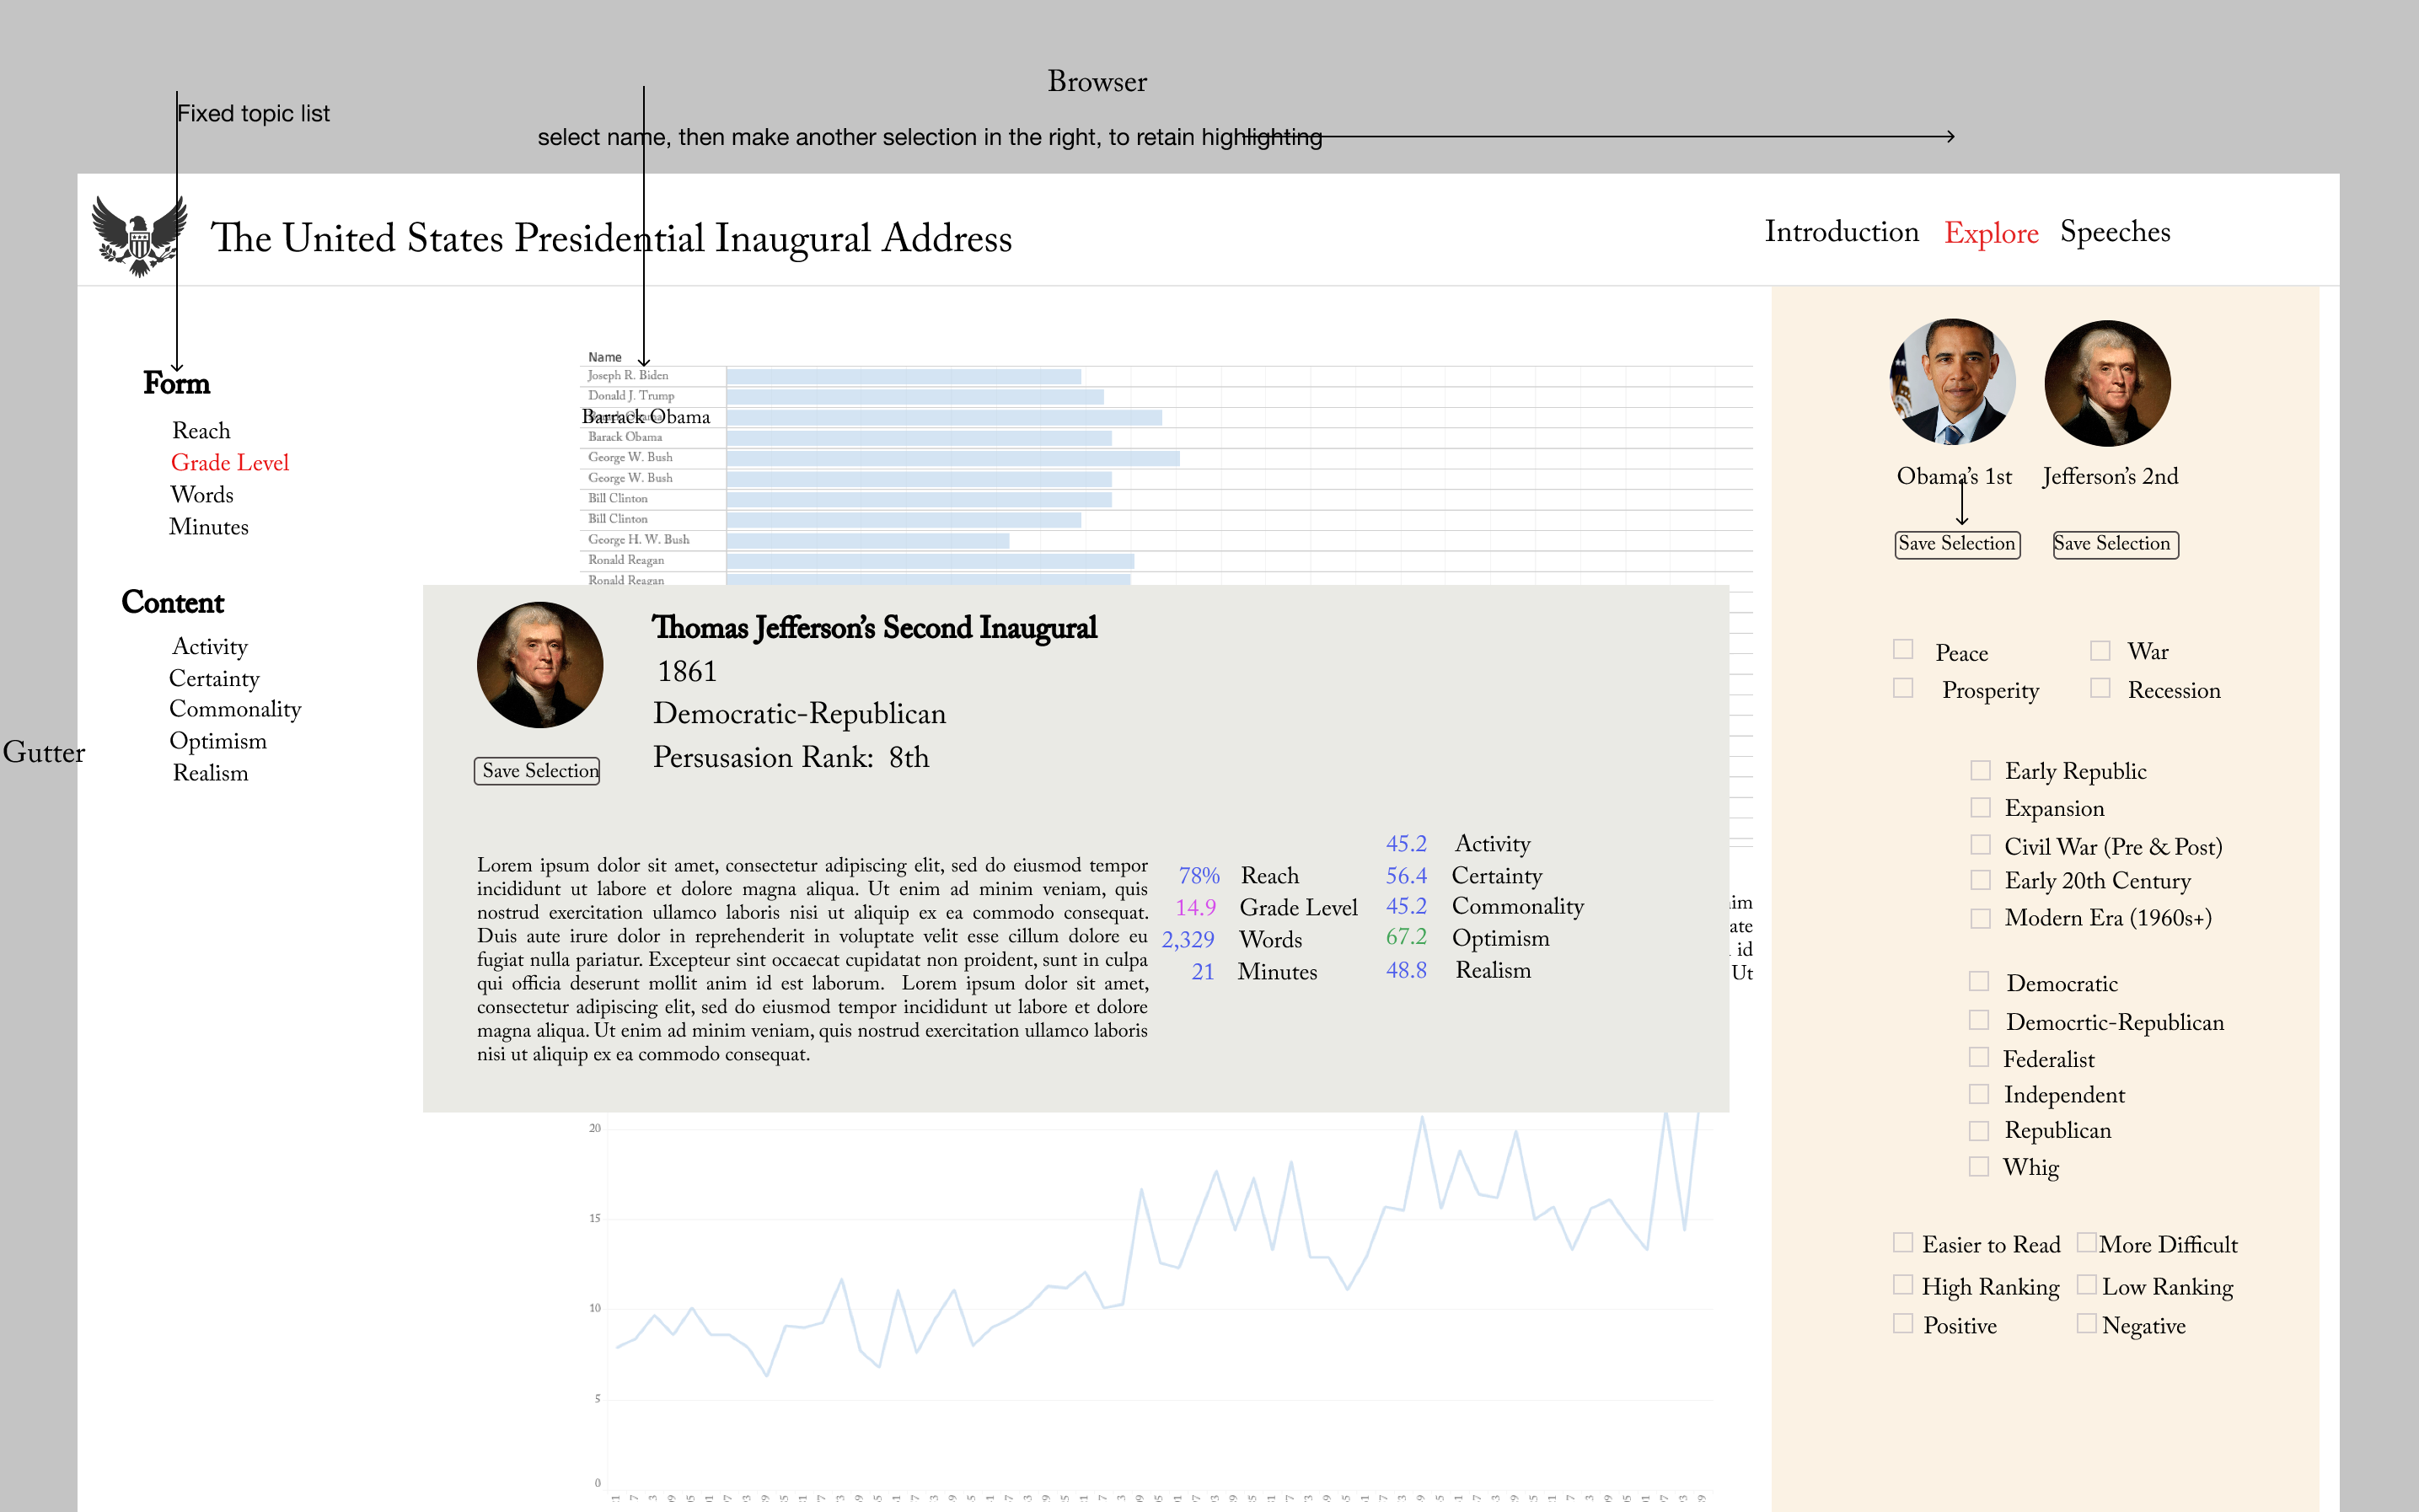 Browser
Fixed topic list
select name, then make another selection in the right, to retain highlighting
The United States Presidential Inaugural Address
Introduction
Explore
Speeches
Form
Reach
Grade Level
Words
Minutes
Content
Activity
Certainty
Commonality
Optimism
Realism
Gutter
Name
Joseph R. Biden
Donald J. Trump
Barrack Obama
Barack Obama
George W. Bush
George W. Bush
Bill Clinton
Bill Clinton
George H. W. Bush
Ronald Reagan
Ronald Reagan
Thomas Jefferson's Second Inaugural
1861
Democratic-Republican
Persusasion Rank: 8th
Save Selection
Lorem ipsum dolor sit amet, consectetur adipiscing elit, sed do eiusmod tempor
incididunt ut labore et dolore magna aliqua. Ut enim ad minim veniam, quis
nostrud exercitation ullamco laboris nisi ut aliquip ex ea commodo consequat.
Duis aute irure dolor in reprehenderit in voluptate velit esse cillum dolore eu
fugiat nulla pariatur. Excepteur sint occaecat cupidatat non proident, sunt in culpa
qui officia deserunt mollit anim id est laborum. Lorem ipsum dolor sit amet,
consectetur adipiscing elit, sed do eiusmod tempor incididunt ut labore et dolore
magna aliqua. Ut enim ad minim veniam, quis nostrud exercitation ullamco laboris
nisi ut aliquip ex ea commodo consequat.
78% Reach
14.9 Grade Level
2,329 Words
21 Minutes
45.2 Activity
56.4 Certainty
45.2 Commonality
67.2 Optimism
48.8 Realism
id
Ut
20
15
10
5
0
Obama's 1st
Jefferson's 2nd
Save Selection
Save Selection
Peace
War
Prosperity
Recession
Early Republic
Expansion
Civil War (Pre & Post)
Early 20th Century
Modern Era (1960s+)
Democratic
Democrtic-Republican
Federalist
Independent
Republican
Whig
Easier to Read
More Difficult
High Ranking
Low Ranking
Positive
Negative